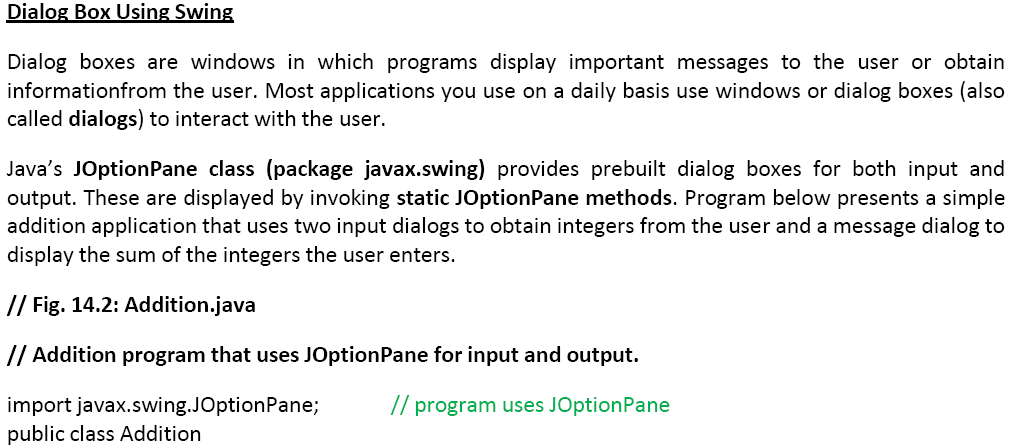 Dialog Box Using Swing
Dialog boxes are windows in which programs display important messages to the user or obtain
informationfrom the user. Most applications you use on a daily basis use windows or dialog boxes (also
called dialogs) to interact with the user.
Java’s JOptionPane class (package javax.swing) provides prebuilt dialog boxes for both input and
output. These are displayed by invoking static JOptionPane methods. Program below presents a simple
addition application that uses two input dialogs to obtain integers from the user and a message dialog to
display the sum of the integers the user enters.
// Fig. 14.2: Addition.java
// Addition program that uses JOptionPane for input and output.
import javax.swing.JOptionPane; // program uses JOptionPane
public class Addition